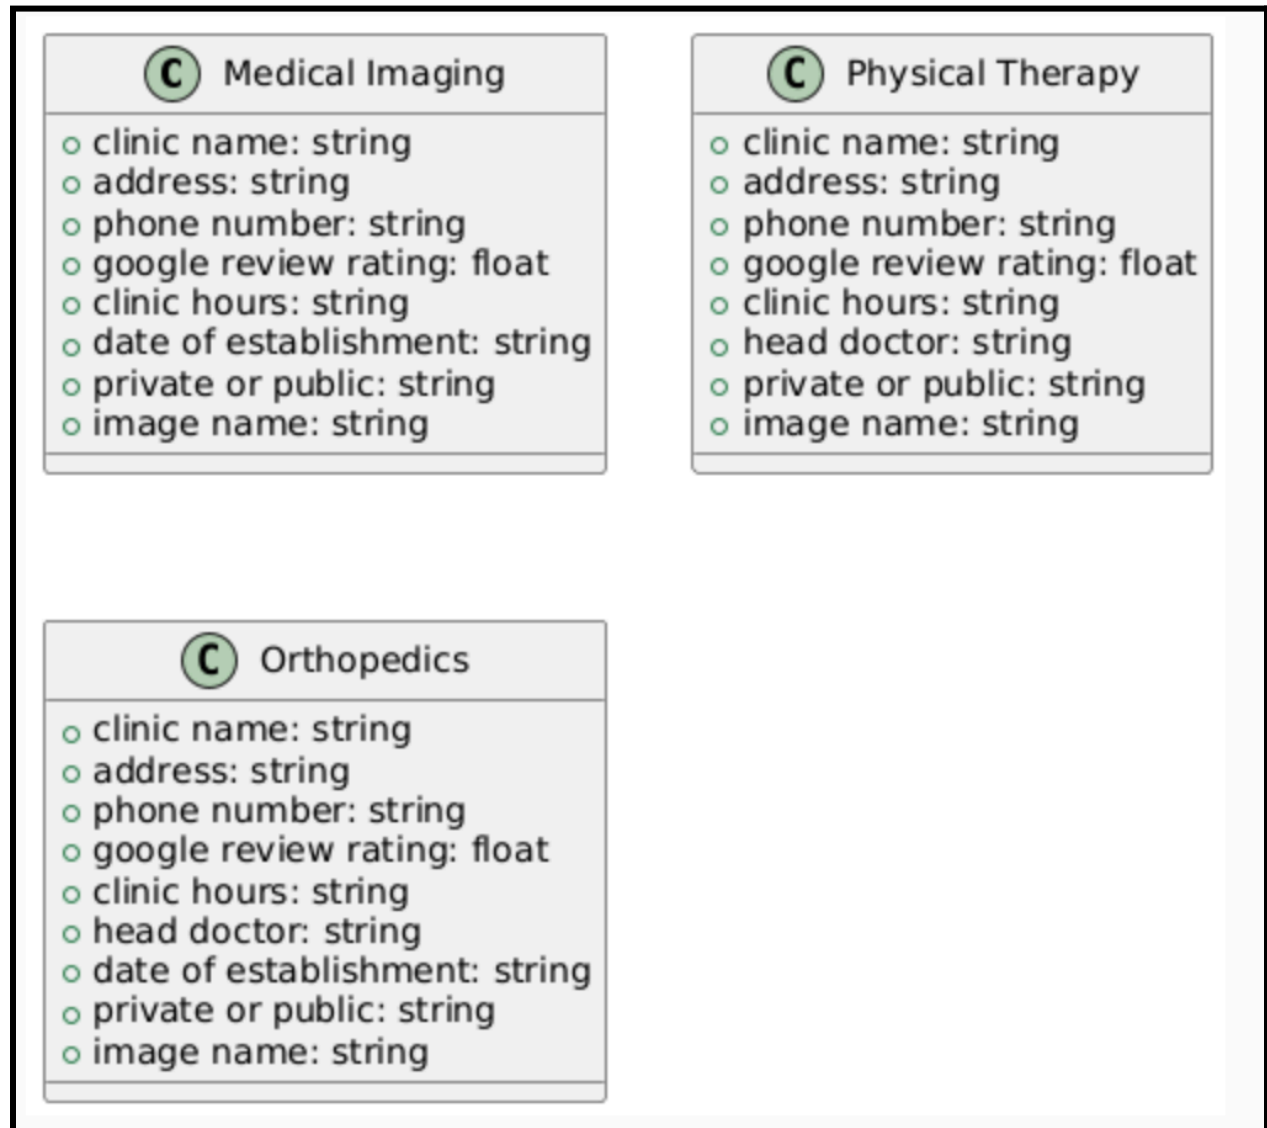 C Medical Imaging
clinic name: string
address: string
phone number: string
google review rating: float
clinic hours: string
date of establishment: string
private or public: string
image name: string
C Physical Therapy
clinic name: string
address: string
phone number: string
google review rating: float
clinic hours: string
head doctor: string
private or public: string
image name: string
C Orthopedics
clinic name: string
address: string
phone number: string
google review rating: float
clinic hours: string
head doctor: string
date of establishment: string
private or public: string
image name: string